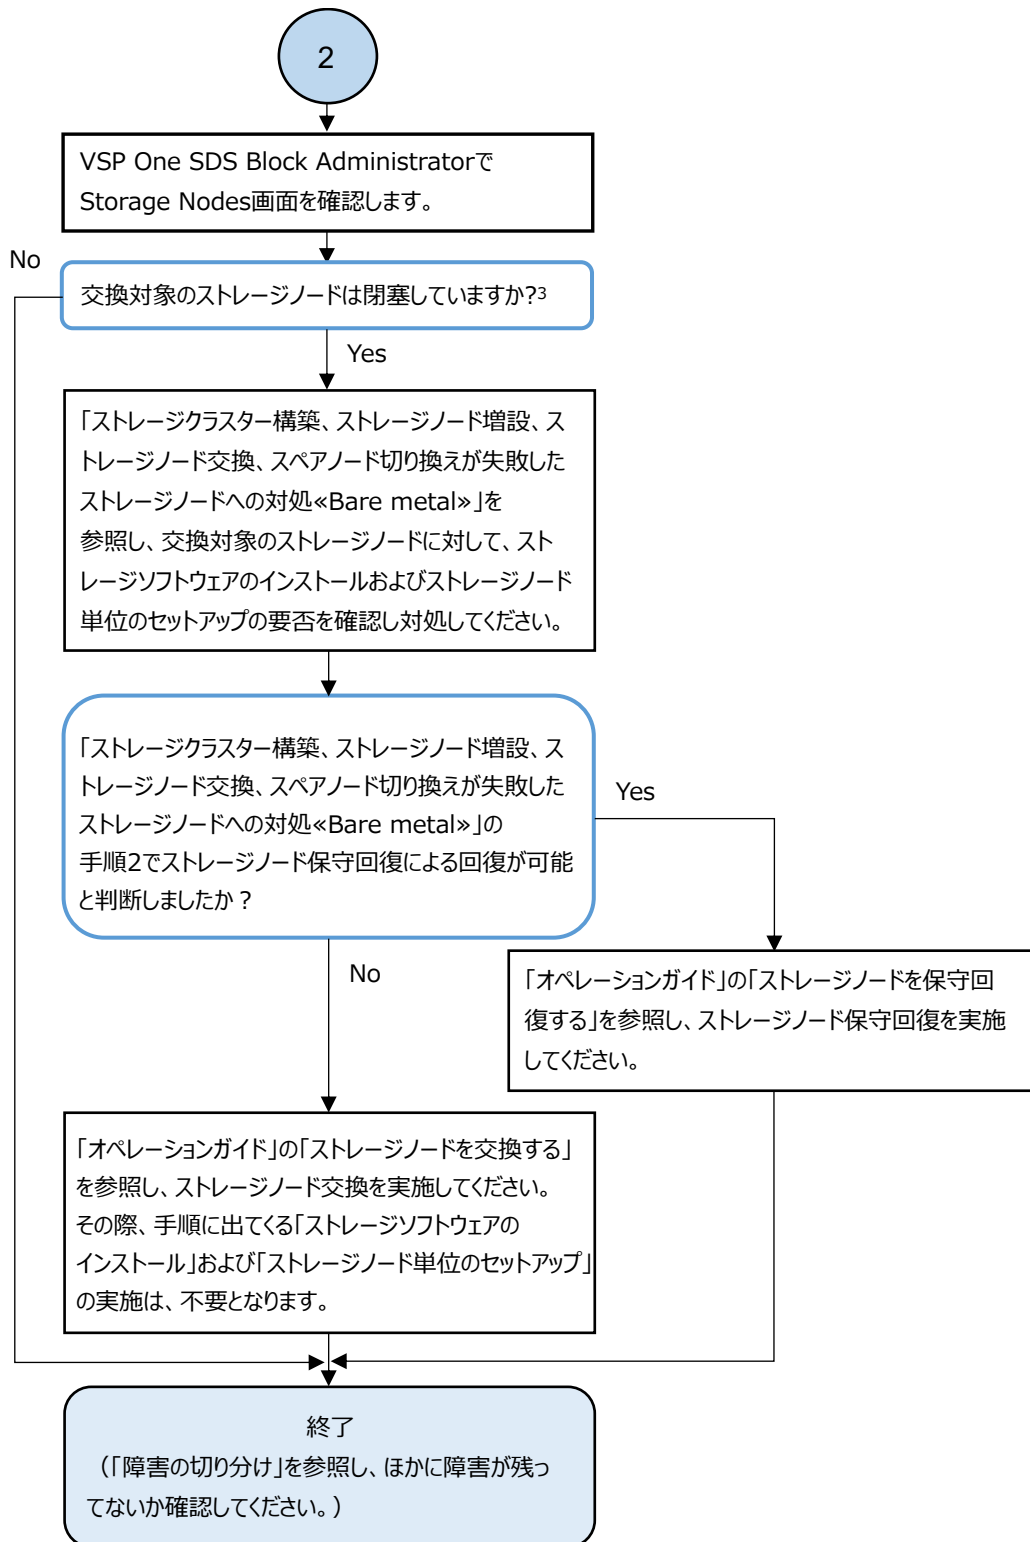 2
VSP One SDS Block Administratorで
Storage Nodes画面を確認します。
No
交換対象のストレージノードは閉塞していますか?3
Yes
「ストレージクラスター構築、ストレージノード増設、ス
トレージノード交換、スペアノード切り換えが失敗した
ストレージノードへの対処≪Bare metal≫」を
参照し、交換対象のストレージノードに対して、スト
レージソフトウェアのインストールおよびストレージノード
単位のセットアップの要否を確認し対処してください。
「ストレージクラスター構築、ストレージノード増設、ス
トレージノード交換、スペアノード切り換えが失敗した
ストレージノードへの対処≪Bare metal≫」の
手順2でストレージノード保守回復による回復が可能
と判断しましたか？
Yes
No
「オペレーションガイド」の「ストレージノードを保守回
復する」を参照し、ストレージノード保守回復を実施
してください。
「オペレーションガイド」の「ストレージノードを交換する」
を参照し、ストレージノード交換を実施してください。
その際、手順に出てくる「ストレージソフトウェアの
インストール」および「ストレージノード単位のセットアップ」
の実施は、不要となります。
終了
（「障害の切り分け」を参照し、ほかに障害が残っ
てないか確認してください。）